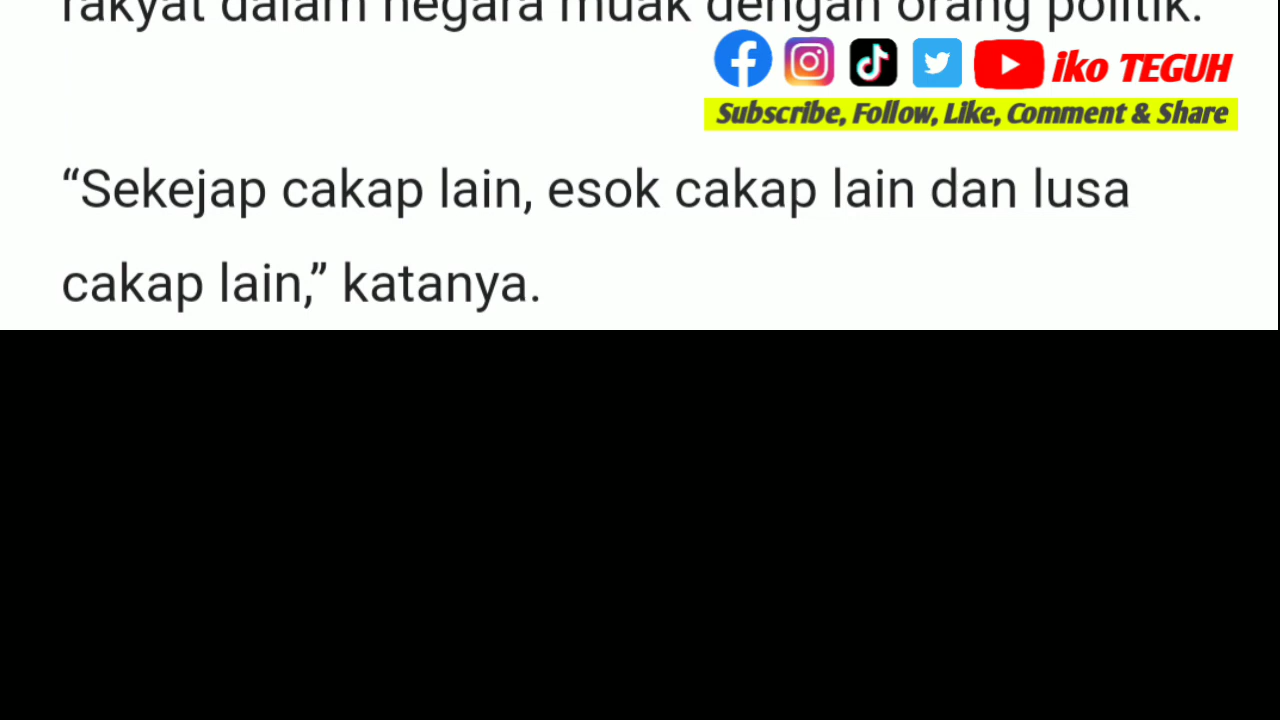 rakyat dalam negara muak dengan orang politik.
iko TEGUH
Subscribe, Follow, Like, Comment & Share
“Sekejap cakap lain, esok cakap lain dan lusa
cakap lain,” katanya.